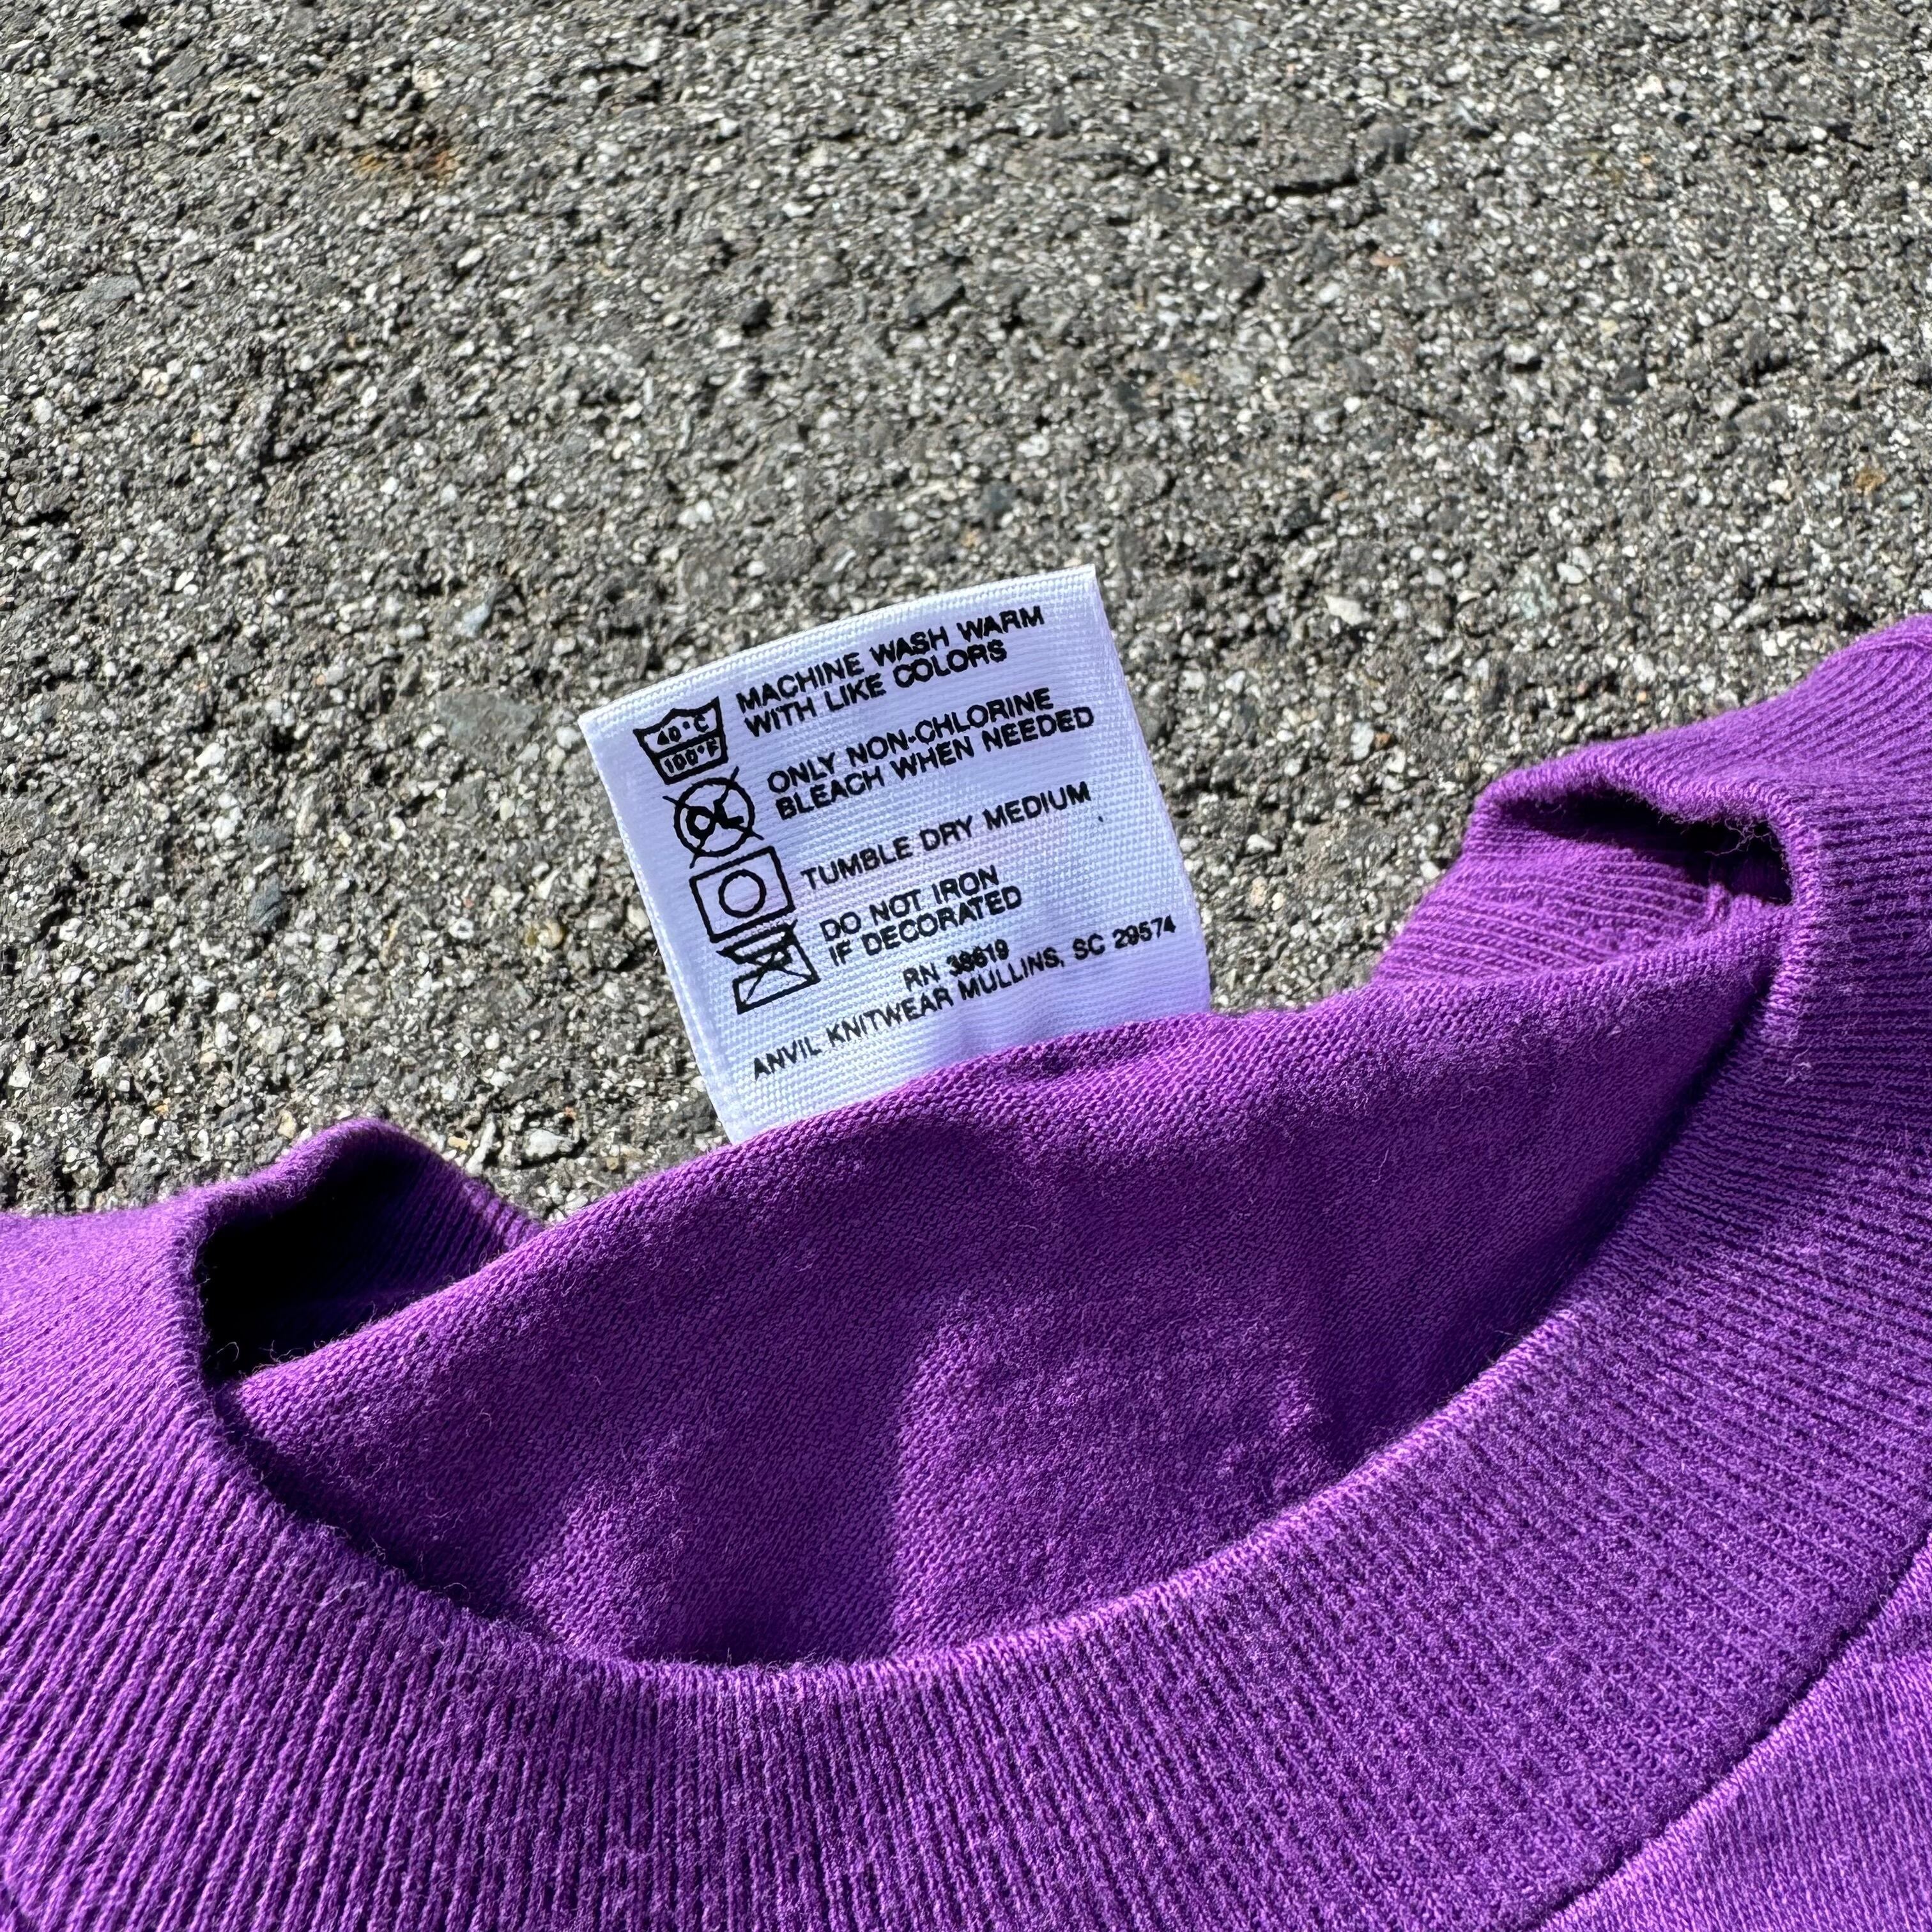 MACHINE WASH WARM
WITH LIKE COLORS
40°C
100°F
ONLY NON-CHLORINE
BLEACH WHEN NEEDED
TUMBLE DRY MEDIUM
DO NOT IRON
IF DECORATED
RN 38619
ANVIL KNITWEAR MULLINS, SC 29574